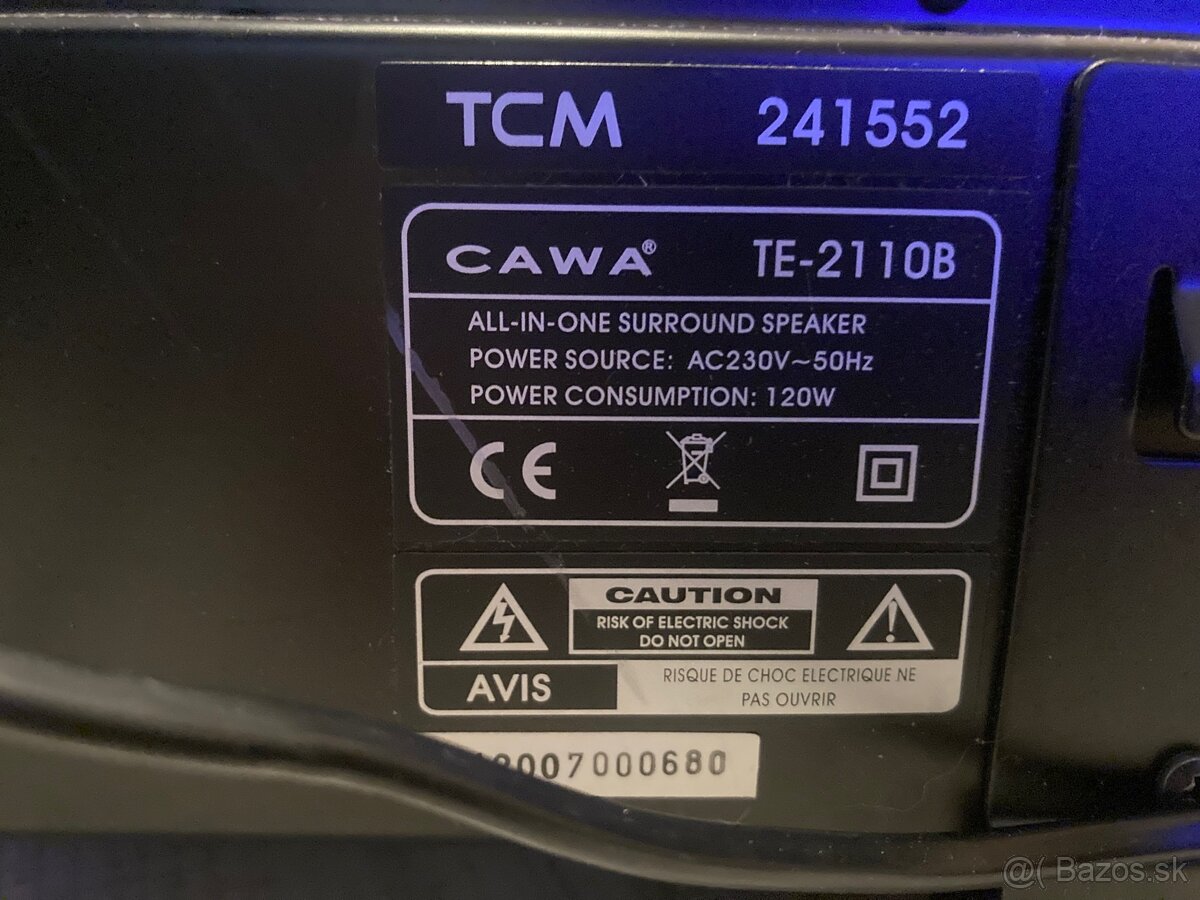 TCM 241552
CAWA® TE-2110B
ALL-IN-ONE SURROUND SPEAKER
POWER SOURCE: AC230V~50Hz
POWER CONSUMPTION: 120W
CE
CAUTION
RISK OF ELECTRIC SHOCK
DO NOT OPEN
AVIS
RISQUE DE CHOC ELECTRIQUE NE
PAS OUVRIR
007000680
@( Bazos.sk